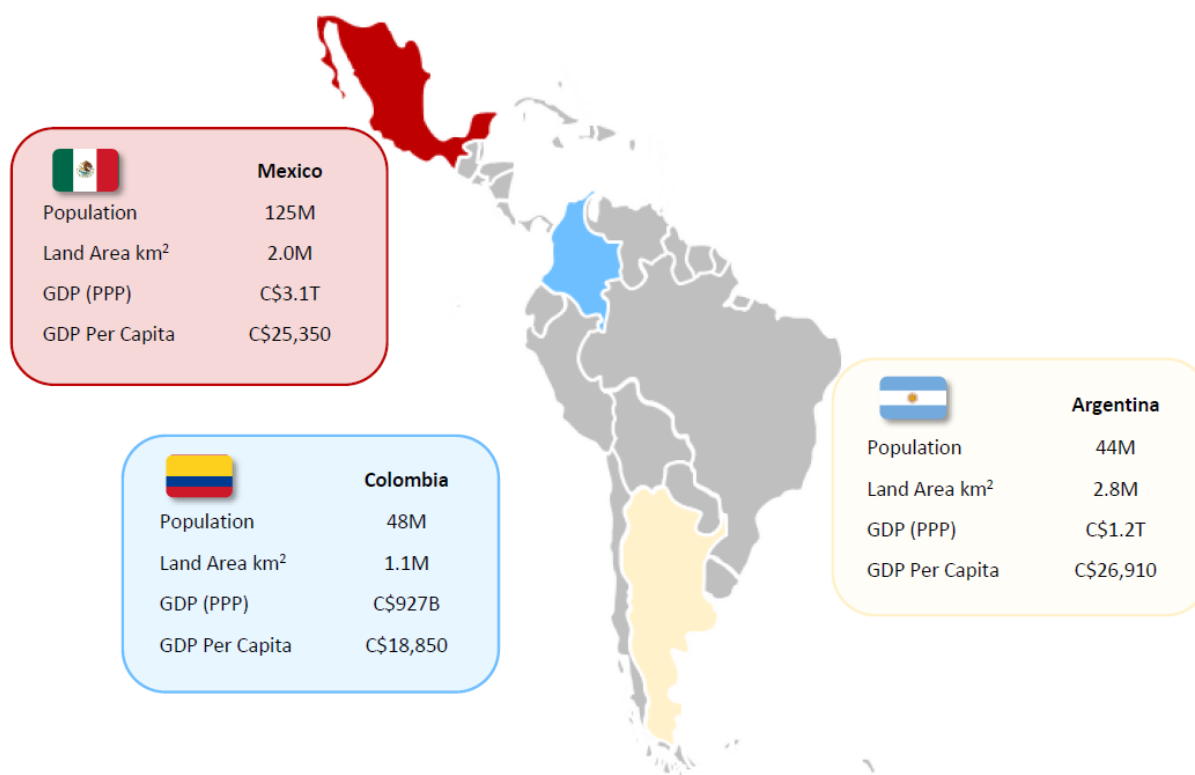 Mexico
Population 125M
Land Area km² 2.0M
GDP (PPP) C$3.1T
GDP Per Capita C$25,350
Colombia
Population 48M
Land Area km² 1.1M
GDP (PPP) C$927B
GDP Per Capita C$18,850
Argentina
Population 44M
Land Area km² 2.8M
GDP (PPP) C$1.2T
GDP Per Capita C$26,910